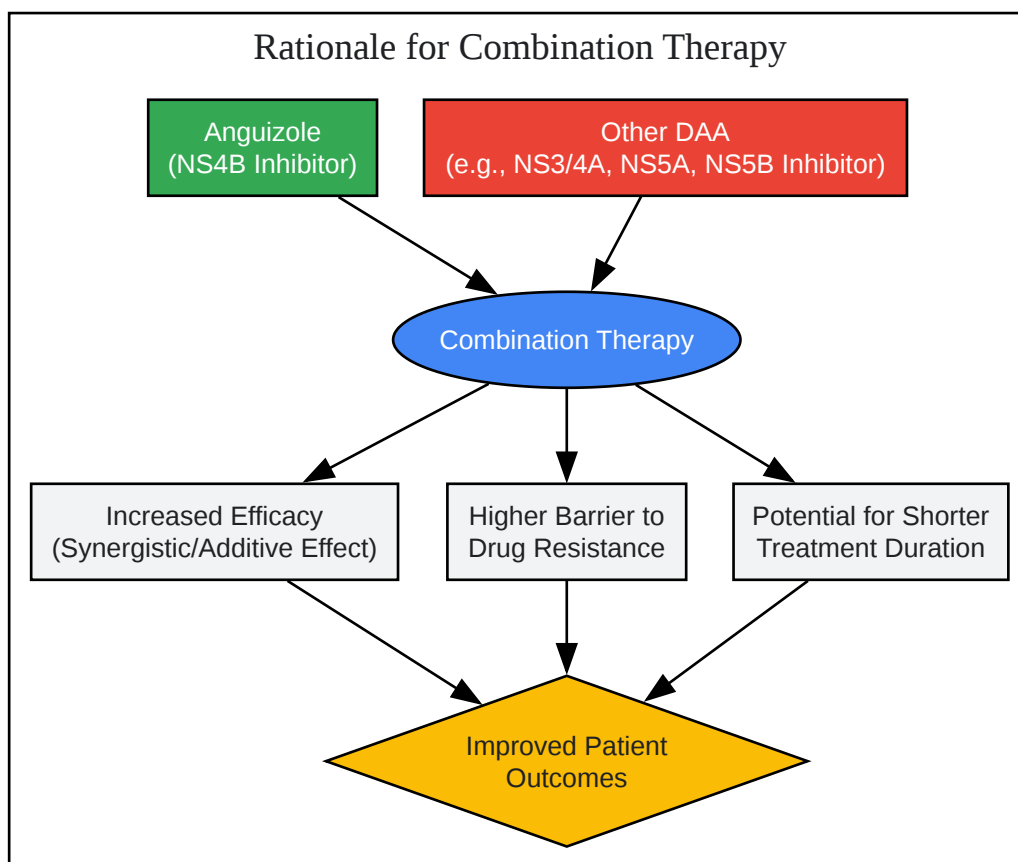 Rationale for Combination Therapy
Anguizole
(NS4B Inhibitor)
Other DAA
(e.g., NS3/4A, NS5A, NS5B Inhibitor)
Combination Therapy
Increased Efficacy
(Synergistic/Additive Effect)
Higher Barrier to
Drug Resistance
Potential for Shorter
Treatment Duration
Improved Patient
Outcomes